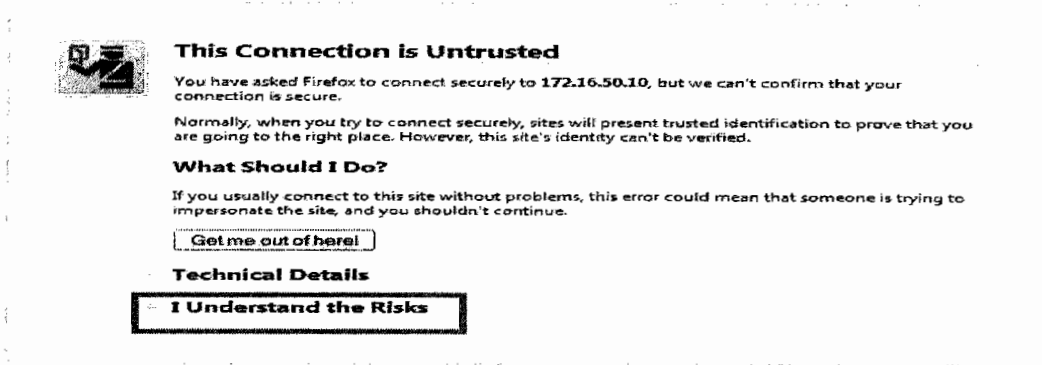 This Connection is Untrusted
You have asked Firefox to connect securely to 172.16.50.10, but we can't confirm that your
connection is secure.
Normally, when you try to connect securely, sites will present trusted identification to prove that you
are going to the right place. However, this site's identity can't be verified.
What Should I Do?
If you usually connect to this site without problems, this error could mean that someone is trying to
impersonate the site, and you shouldn't continue.
Get me out of here!
Technical Details
I Understand the Risks